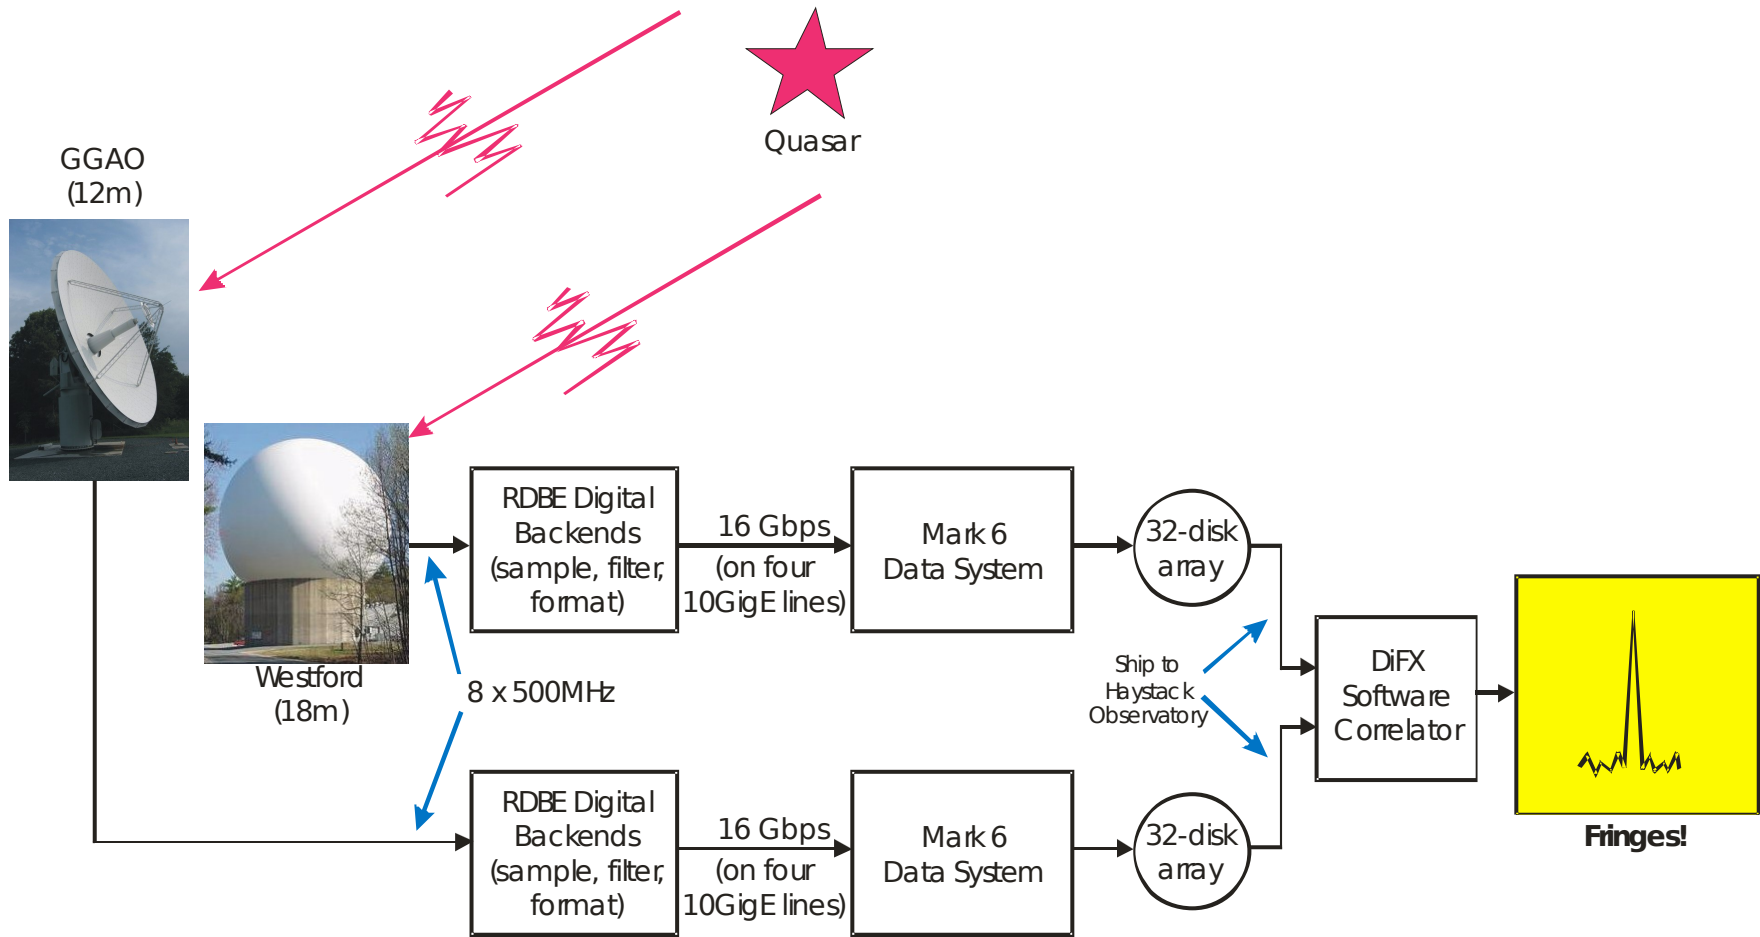 Quasar
GGAO
(12m)
Westford
(18m)
8 x 500MHz
RDBE Digital
Backends
(sample, filter,
format)
16 Gbps
(on four
10GigE lines)
Mark 6
Data System
32-disk
array
Ship to
Haystack
Observatory
DiFX
Software
Correlator
Fringes!
RDBE Digital
Backends
(sample, filter,
format)
16 Gbps
(on four
10GigE lines)
Mark 6
Data System
32-disk
array